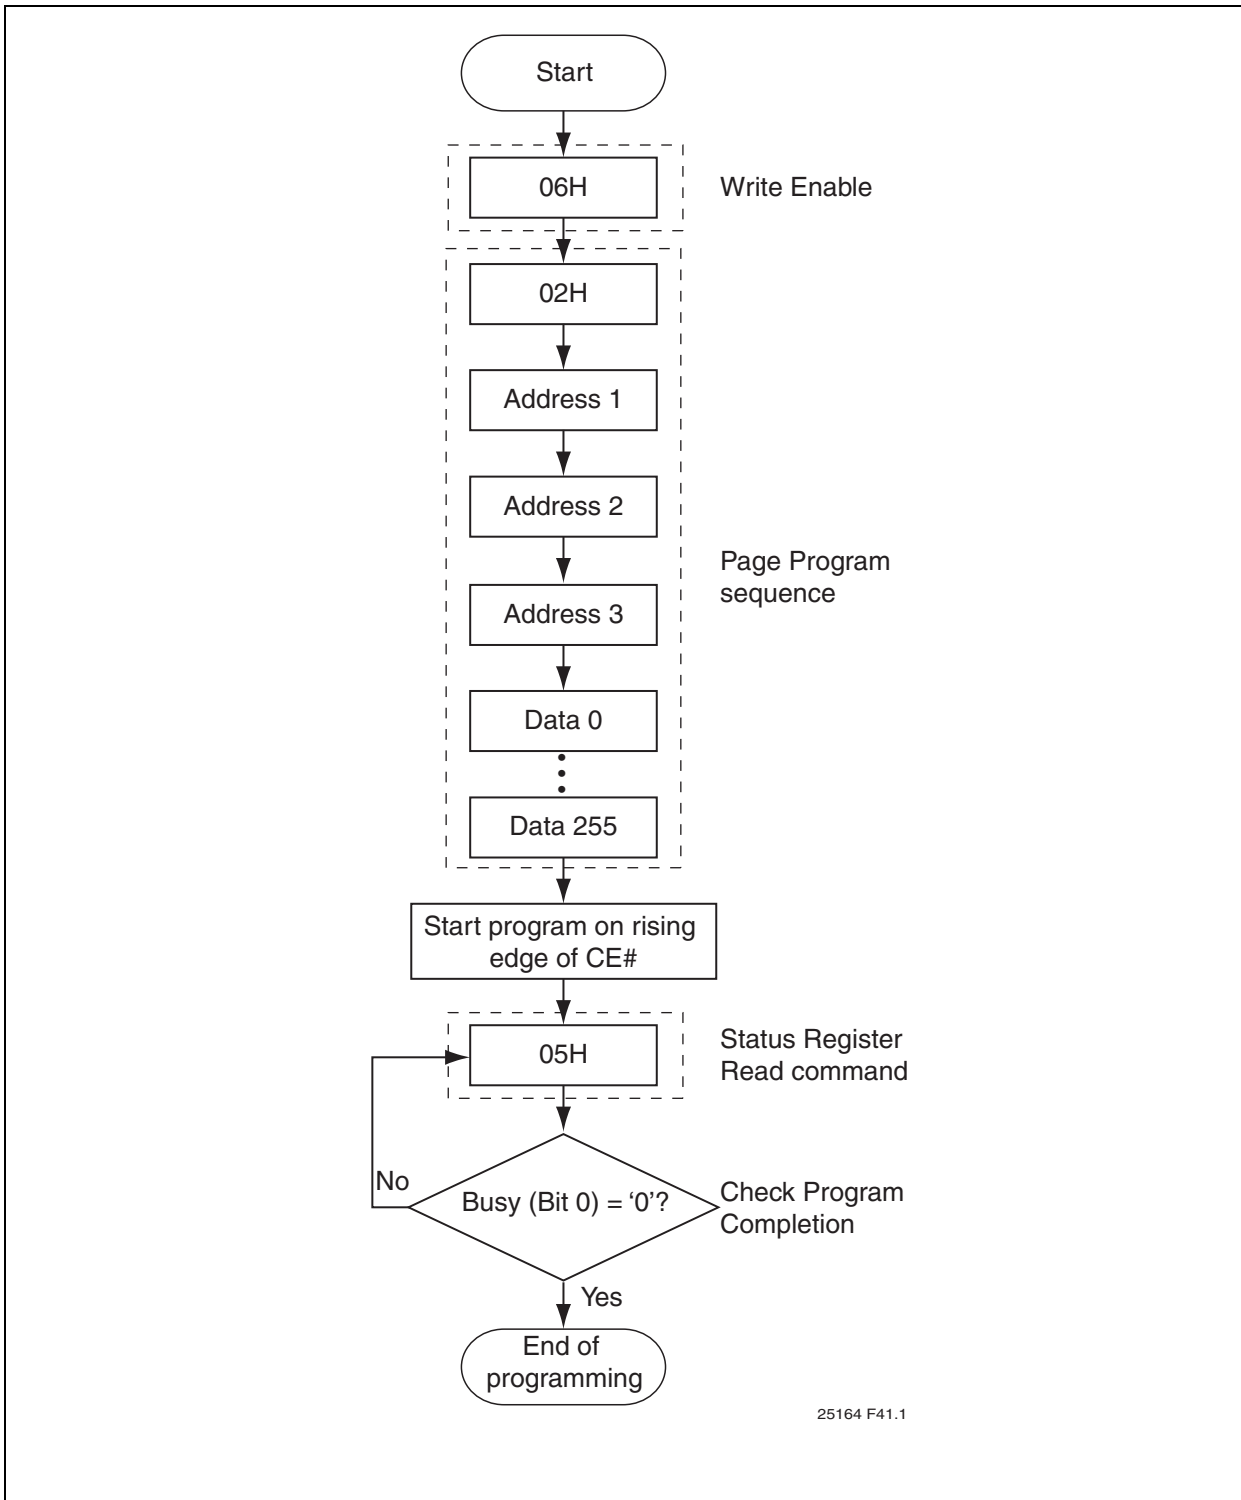 Start
06H
Write Enable
02H
Address 1
Address 2
Address 3
Page Program
sequence
Data 0
Data 255
Start program on rising
edge of CE#
05H
Status Register
Read command
No
Busy (Bit 0) = ‘0’?
Check Program
Completion
Yes
End of
programming
25164 F41.1